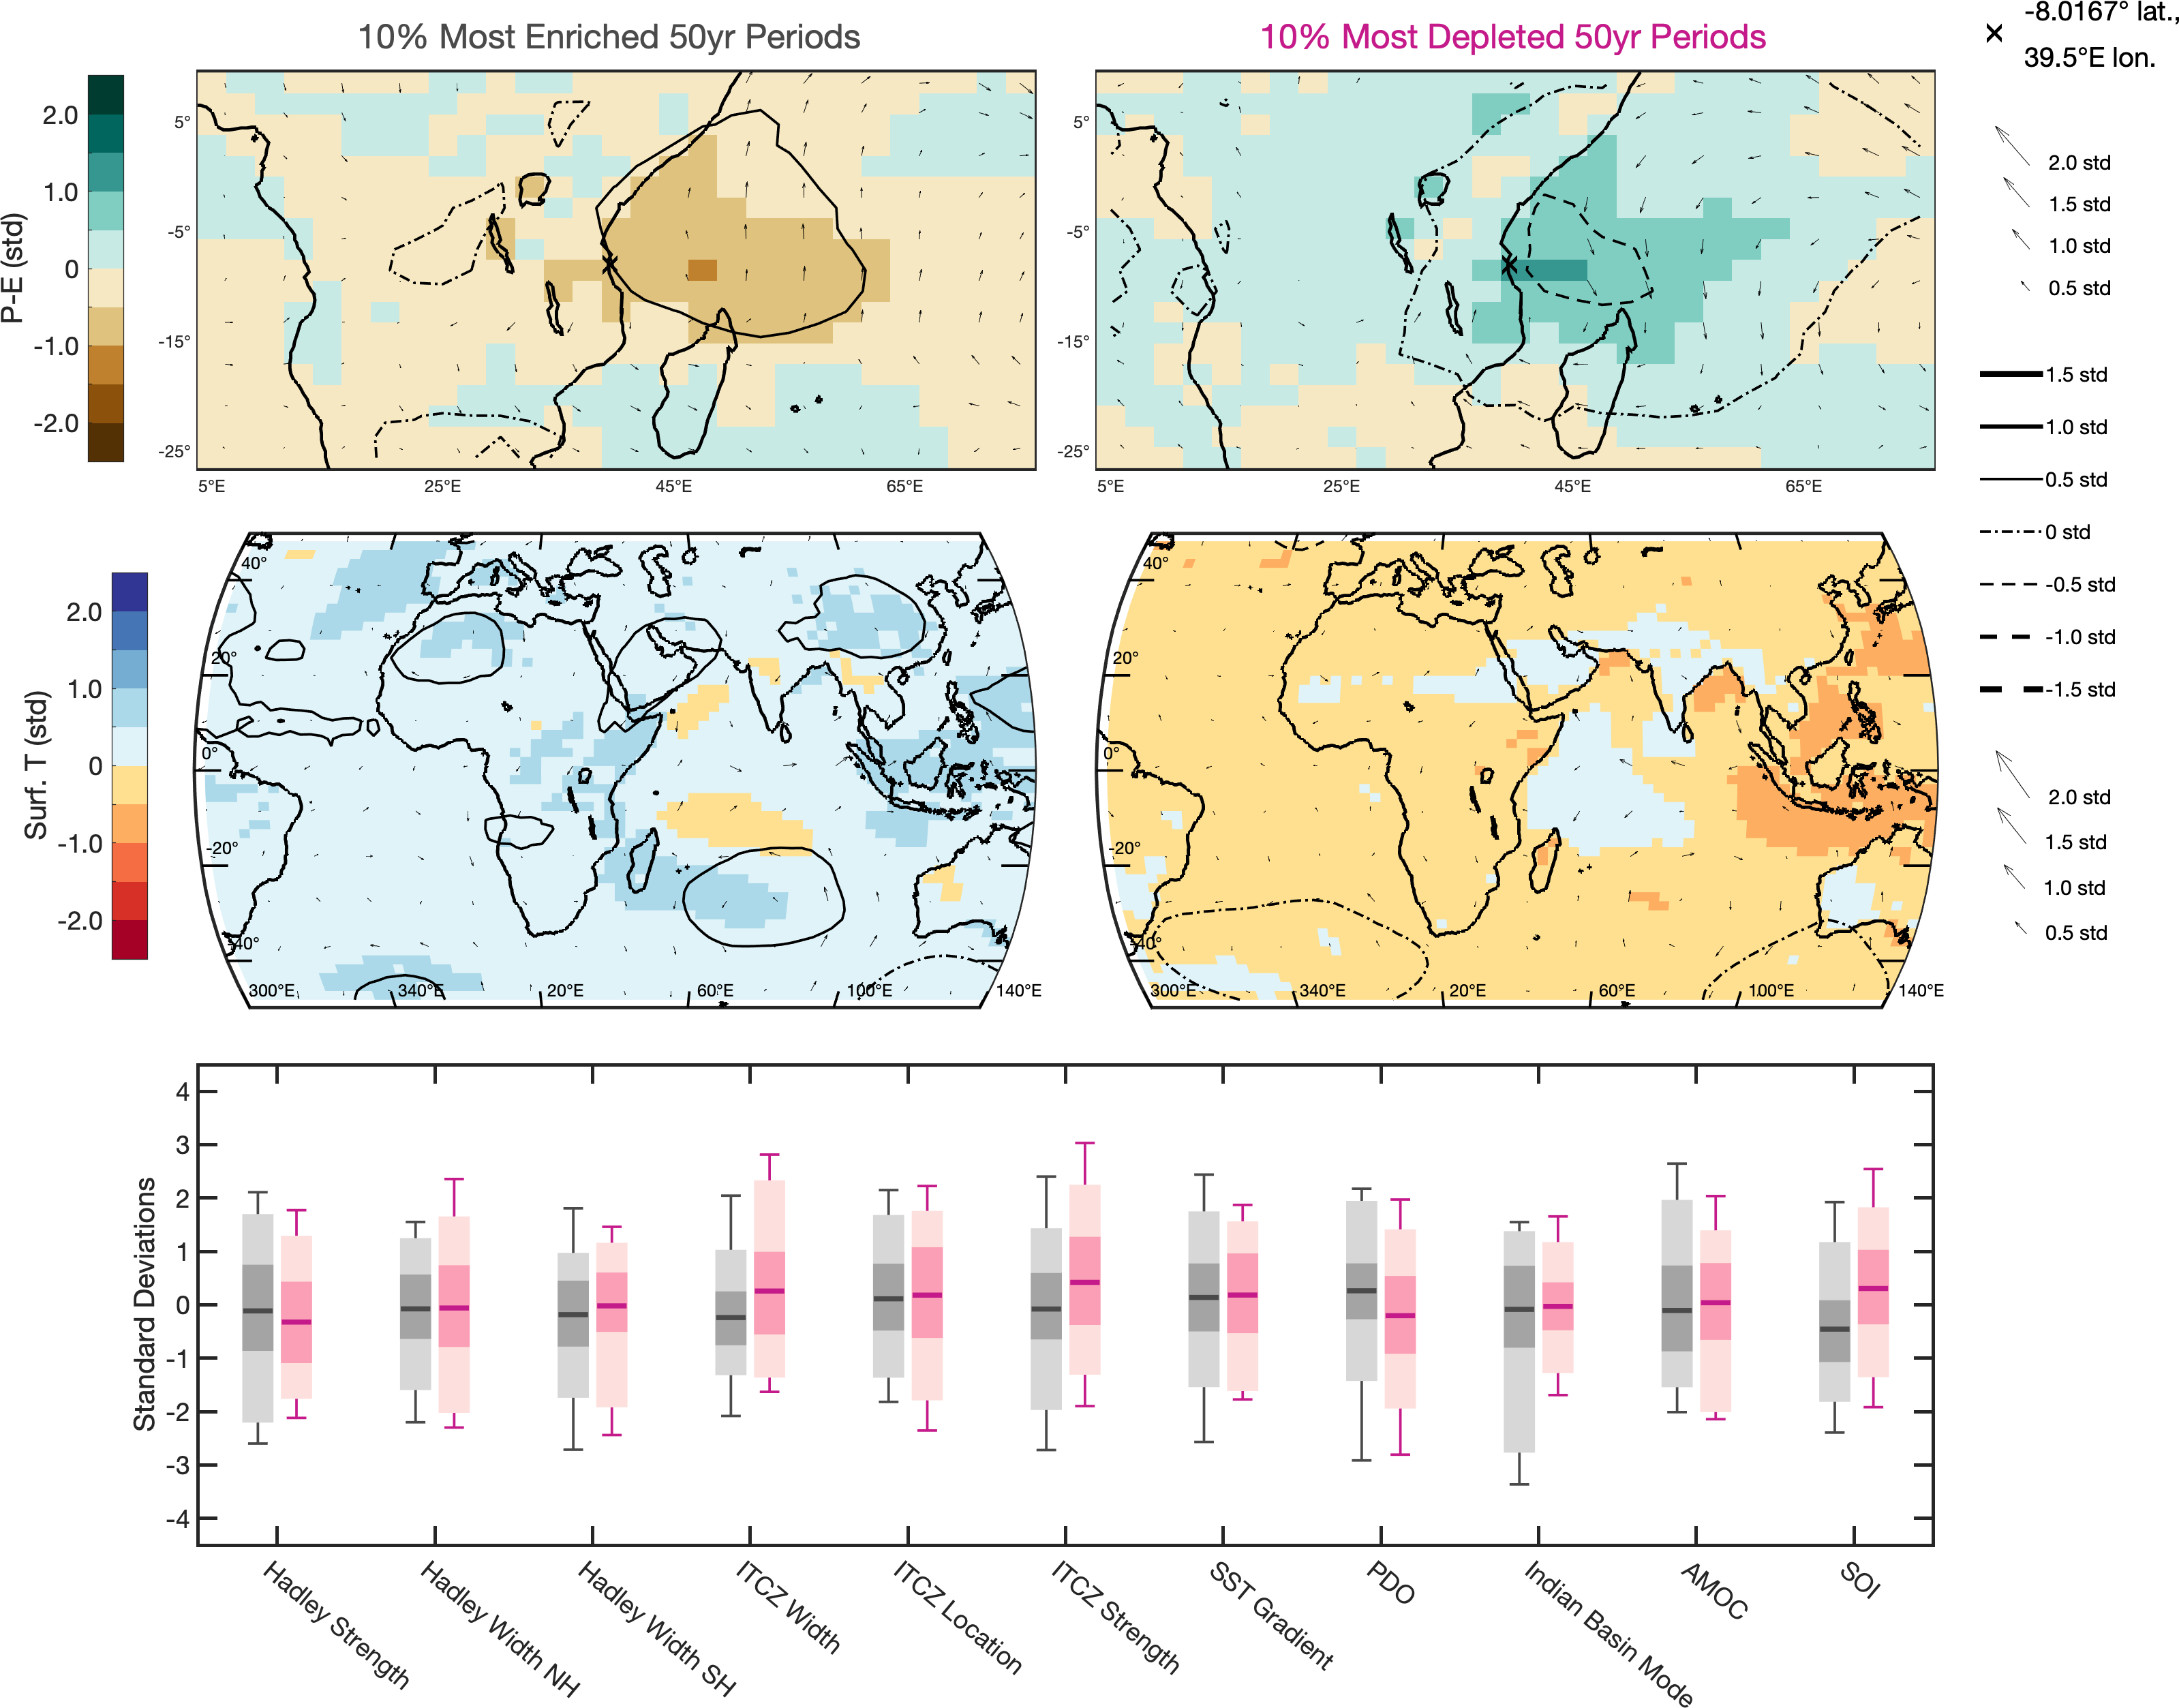 10% Most Enriched 50yr Periods
10% Most Depleted 50yr Periods
-8.0167° lat.,
39.5°E lon.
P-E (std)
2.0
1.0
0
-1.0
-2.0
5°
-5°
-15°
-25°
5°E
25°E
45°E
65°E
5°
-5°
-15°
-25°
5°E
25°E
45°E
65°E
2.0 std
1.5 std
1.0 std
0.5 std
1.5 std
1.0 std
0.5 std
0 std
-0.5 std
-1.0 std
-1.5 std
Surf. T (std)
2.0
1.0
0
-1.0
-2.0
40°
20°
0°
-20°
-40°
300°E
340°E
20°E
60°E
100°E
140°E
40°
20°
0°
-20°
-40°
300°E
340°E
20°E
60°E
100°E
140°E
2.0 std
1.5 std
1.0 std
0.5 std
Standard Deviations
4
3
2
1
0
-1
-2
-3
-4
Hadley Strength
Hadley Width NH
Hadley Width SH
ITCZ Width
ITCZ Location
ITCZ Strength
SST Gradient
PDO
Indian Basin Mode
AMOC
SOI